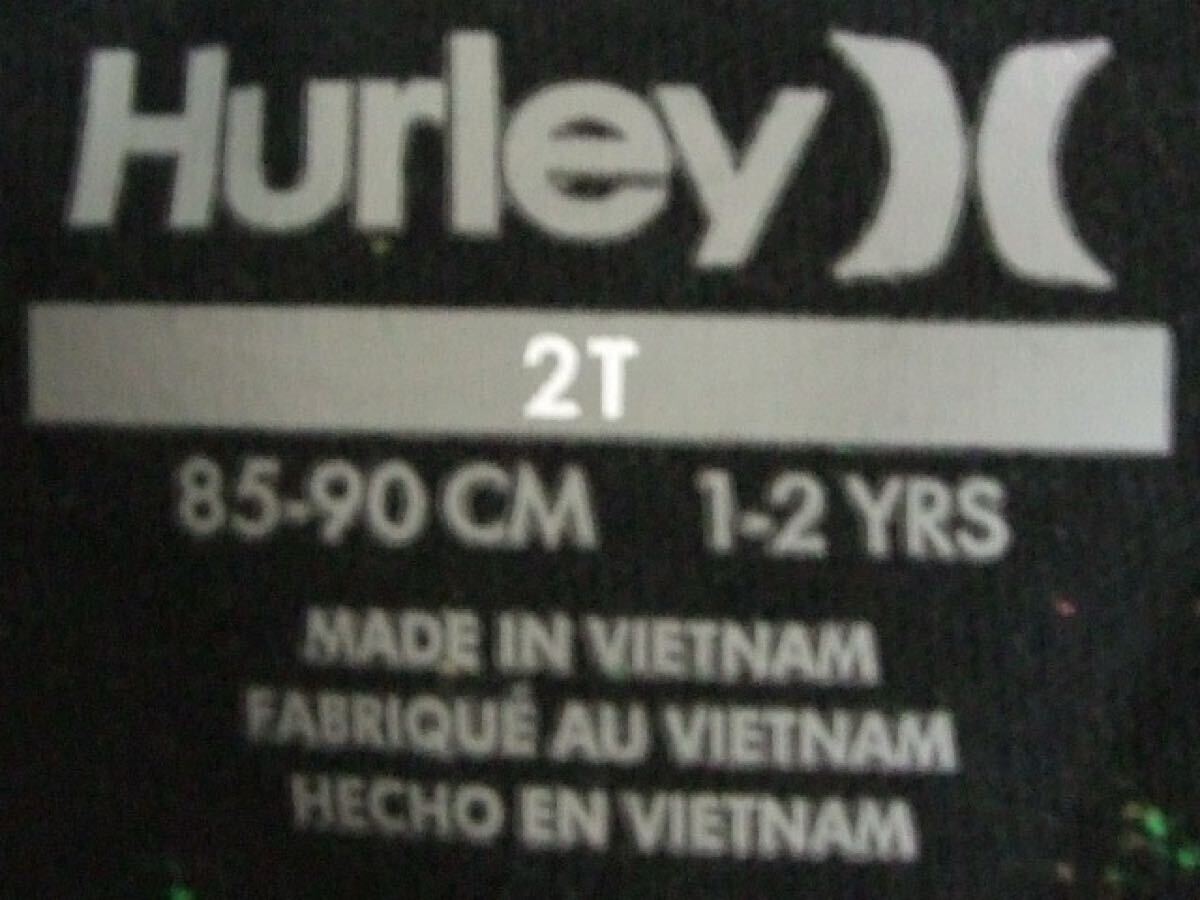 Hurley
2T
85-90 CM 1-2 YRS
MADE IN VIETNAM
FABRIQUÉ AU VIETNAM
HECHO EN VIETNAM